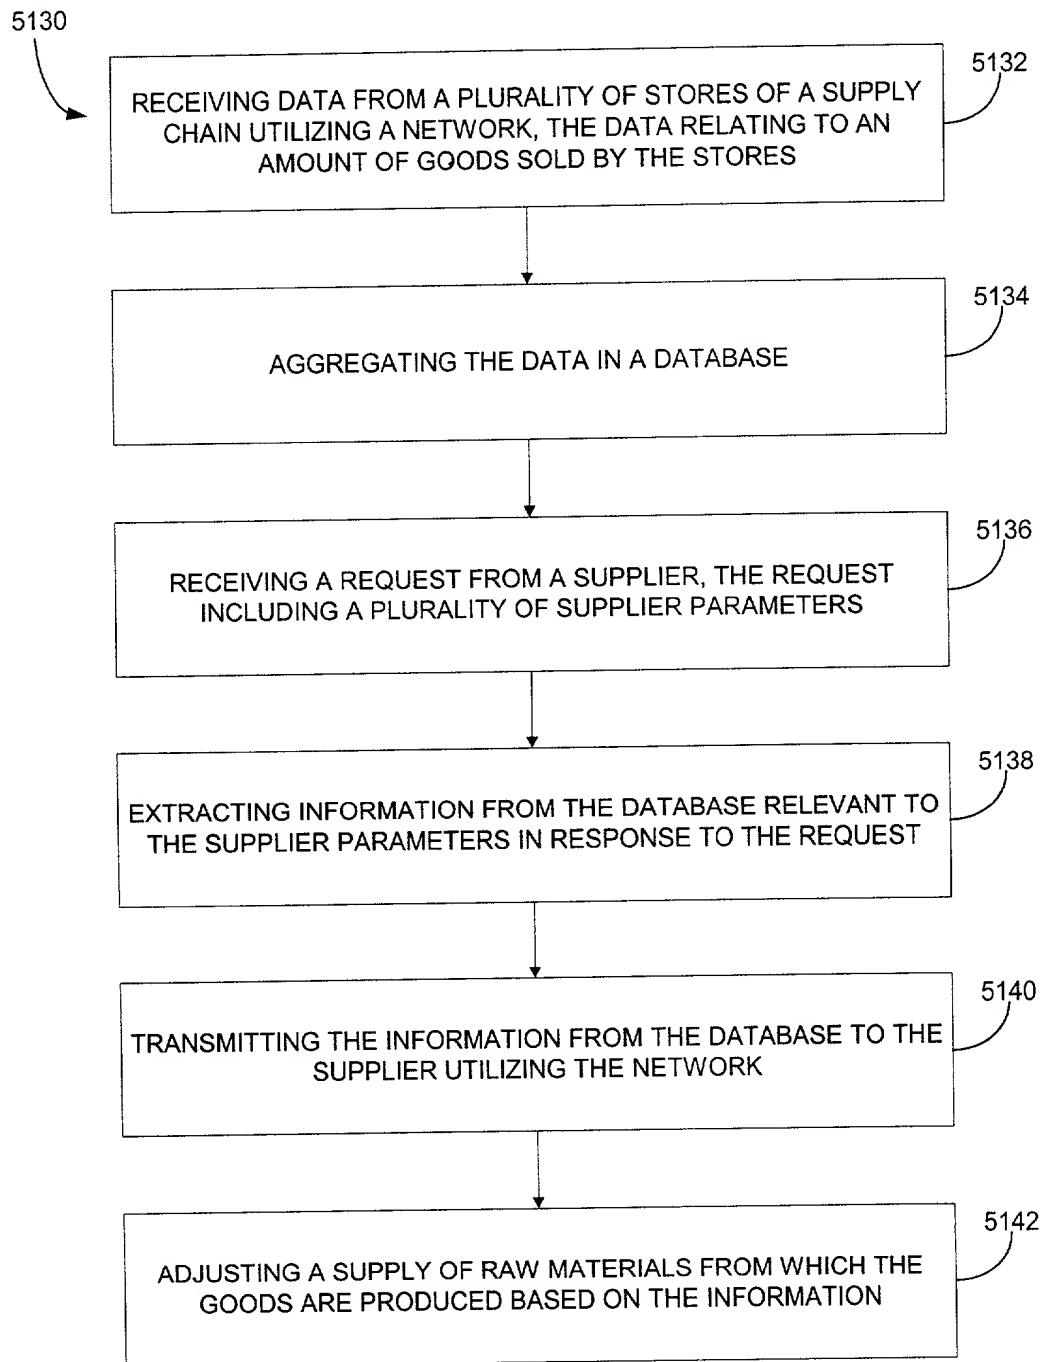 5130
5132
RECEIVING DATA FROM A PLURALITY OF STORES OF A SUPPLY
CHAIN UTILIZING A NETWORK, THE DATA RELATING TO AN
AMOUNT OF GOODS SOLD BY THE STORES
5134
AGGREGATING THE DATA IN A DATABASE
5136
RECEIVING A REQUEST FROM A SUPPLIER, THE REQUEST
INCLUDING A PLURALITY OF SUPPLIER PARAMETERS
5138
EXTRACTING INFORMATION FROM THE DATABASE RELEVANT TO
THE SUPPLIER PARAMETERS IN RESPONSE TO THE REQUEST
5140
TRANSMITTING THE INFORMATION FROM THE DATABASE TO THE
SUPPLIER UTILIZING THE NETWORK
5142
ADJUSTING A SUPPLY OF RAW MATERIALS FROM WHICH THE
GOODS ARE PRODUCED BASED ON THE INFORMATION